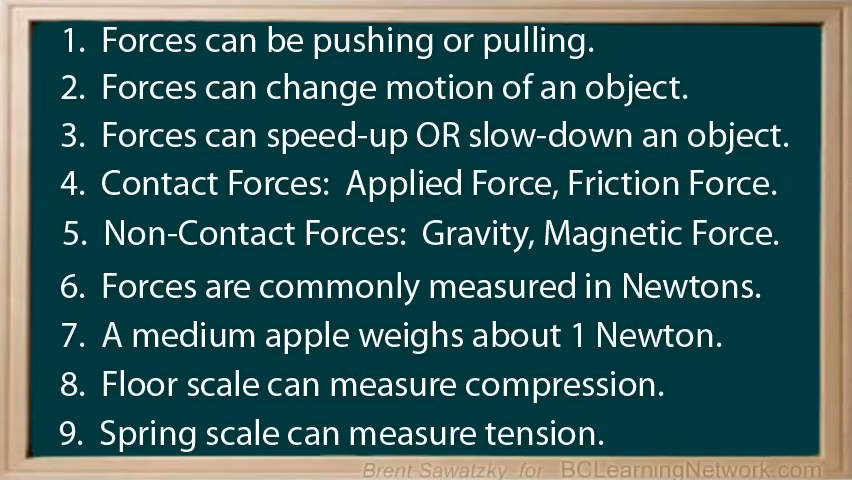 1. Forces can be pushing or pulling.
2. Forces can change motion of an object.
3. Forces can speed-up OR slow-down an object.
4. Contact Forces: Applied Force, Friction Force.
5. Non-Contact Forces: Gravity, Magnetic Force.
6. Forces are commonly measured in Newtons.
7. A medium apple weighs about 1 Newton.
8. Floor scale can measure compression.
9. Spring scale can measure tension.
Brent Sawatzky for BCLearningNetwork.com